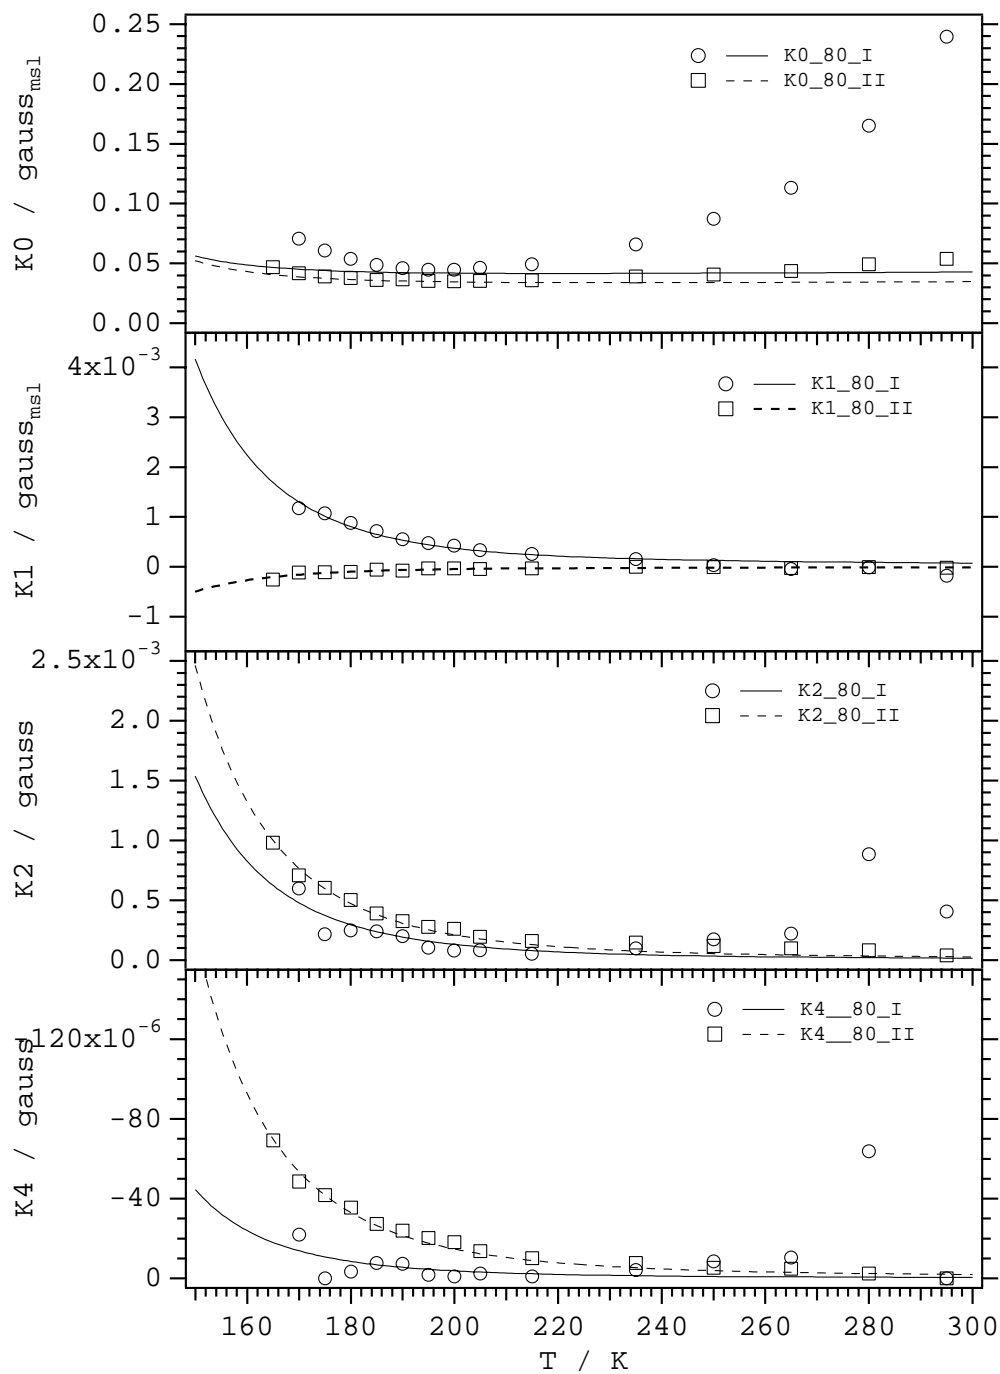 0.25
0.20
0.15
0.10
0.05
0.00
K0 / gauss_msl
K0_80_I
K0_80_II
4x10^-3
3
2
1
0
-1
K1 / gauss_msl
K1_80_I
K1_80_II
2.5x10^-3
2.0
1.5
1.0
0.5
0.0
K2 / gauss
K2_80_I
K2_80_II
120x10^-6
-80
-40
0
K4 / gauss
K4__80_I
K4__80_II
160 180 200 220 240 260 280 300
T / K